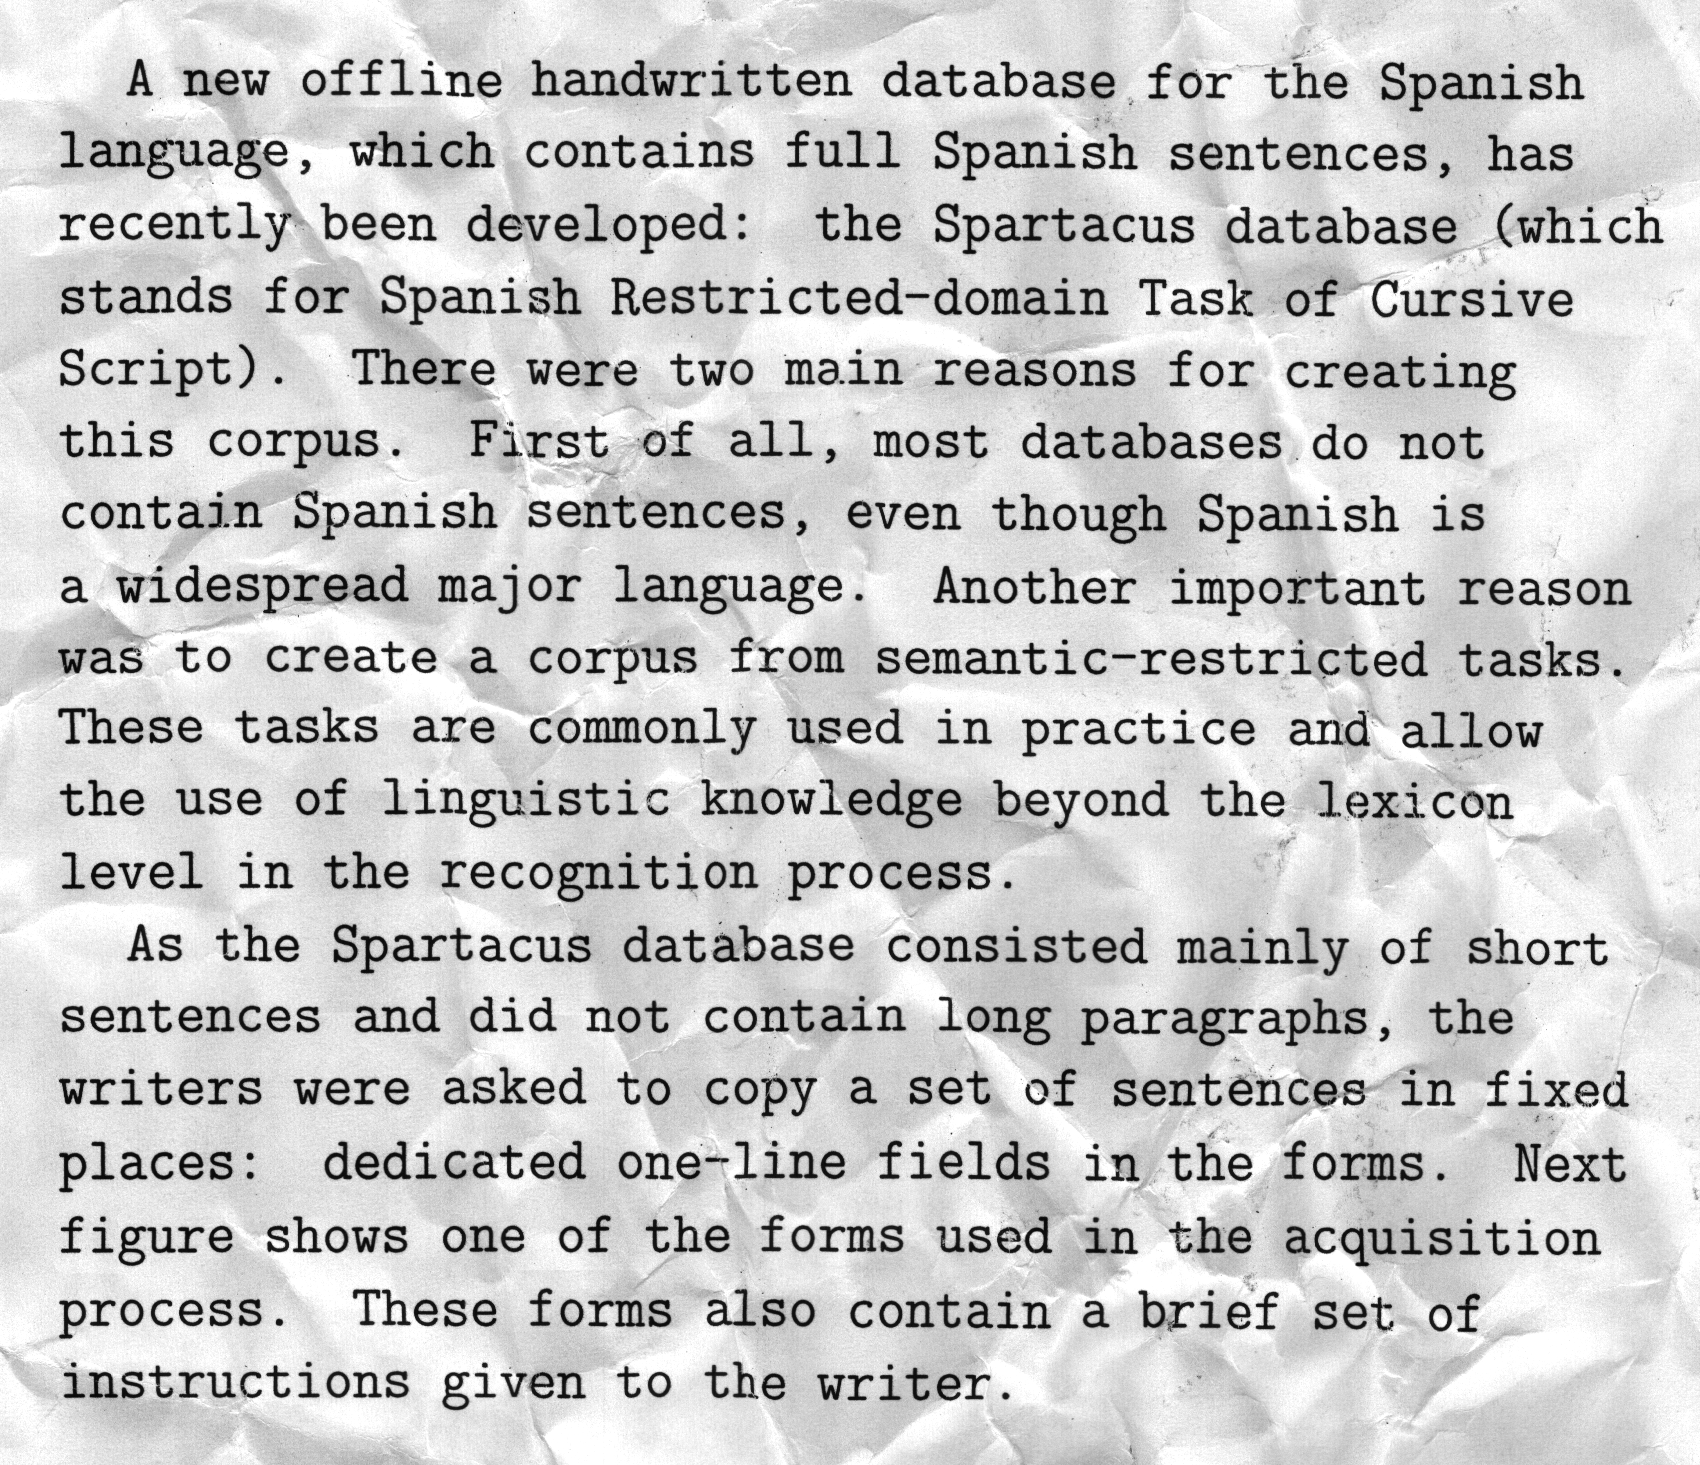 A new offline handwritten database for the Spanish
language, which contains full Spanish sentences, has
recently been developed: the Spartacus database (which
stands for Spanish Restricted-domain Task of Cursive
Script). There were two main reasons for creating
this corpus. First of all, most databases do not
contain Spanish sentences, even though Spanish is
a widespread major language. Another important reason
was to create a corpus from semantic-restricted tasks.
These tasks are commonly used in practice and allow
the use of linguistic knowledge beyond the lexicon
level in the recognition process.
As the Spartacus database consisted mainly of short
sentences and did not contain long paragraphs, the
writers were asked to copy a set of sentences in fixed
places: dedicated one-line fields in the forms. Next
figure shows one of the forms used in the acquisition
process. These forms also contain a brief set of
instructions given to the writer.